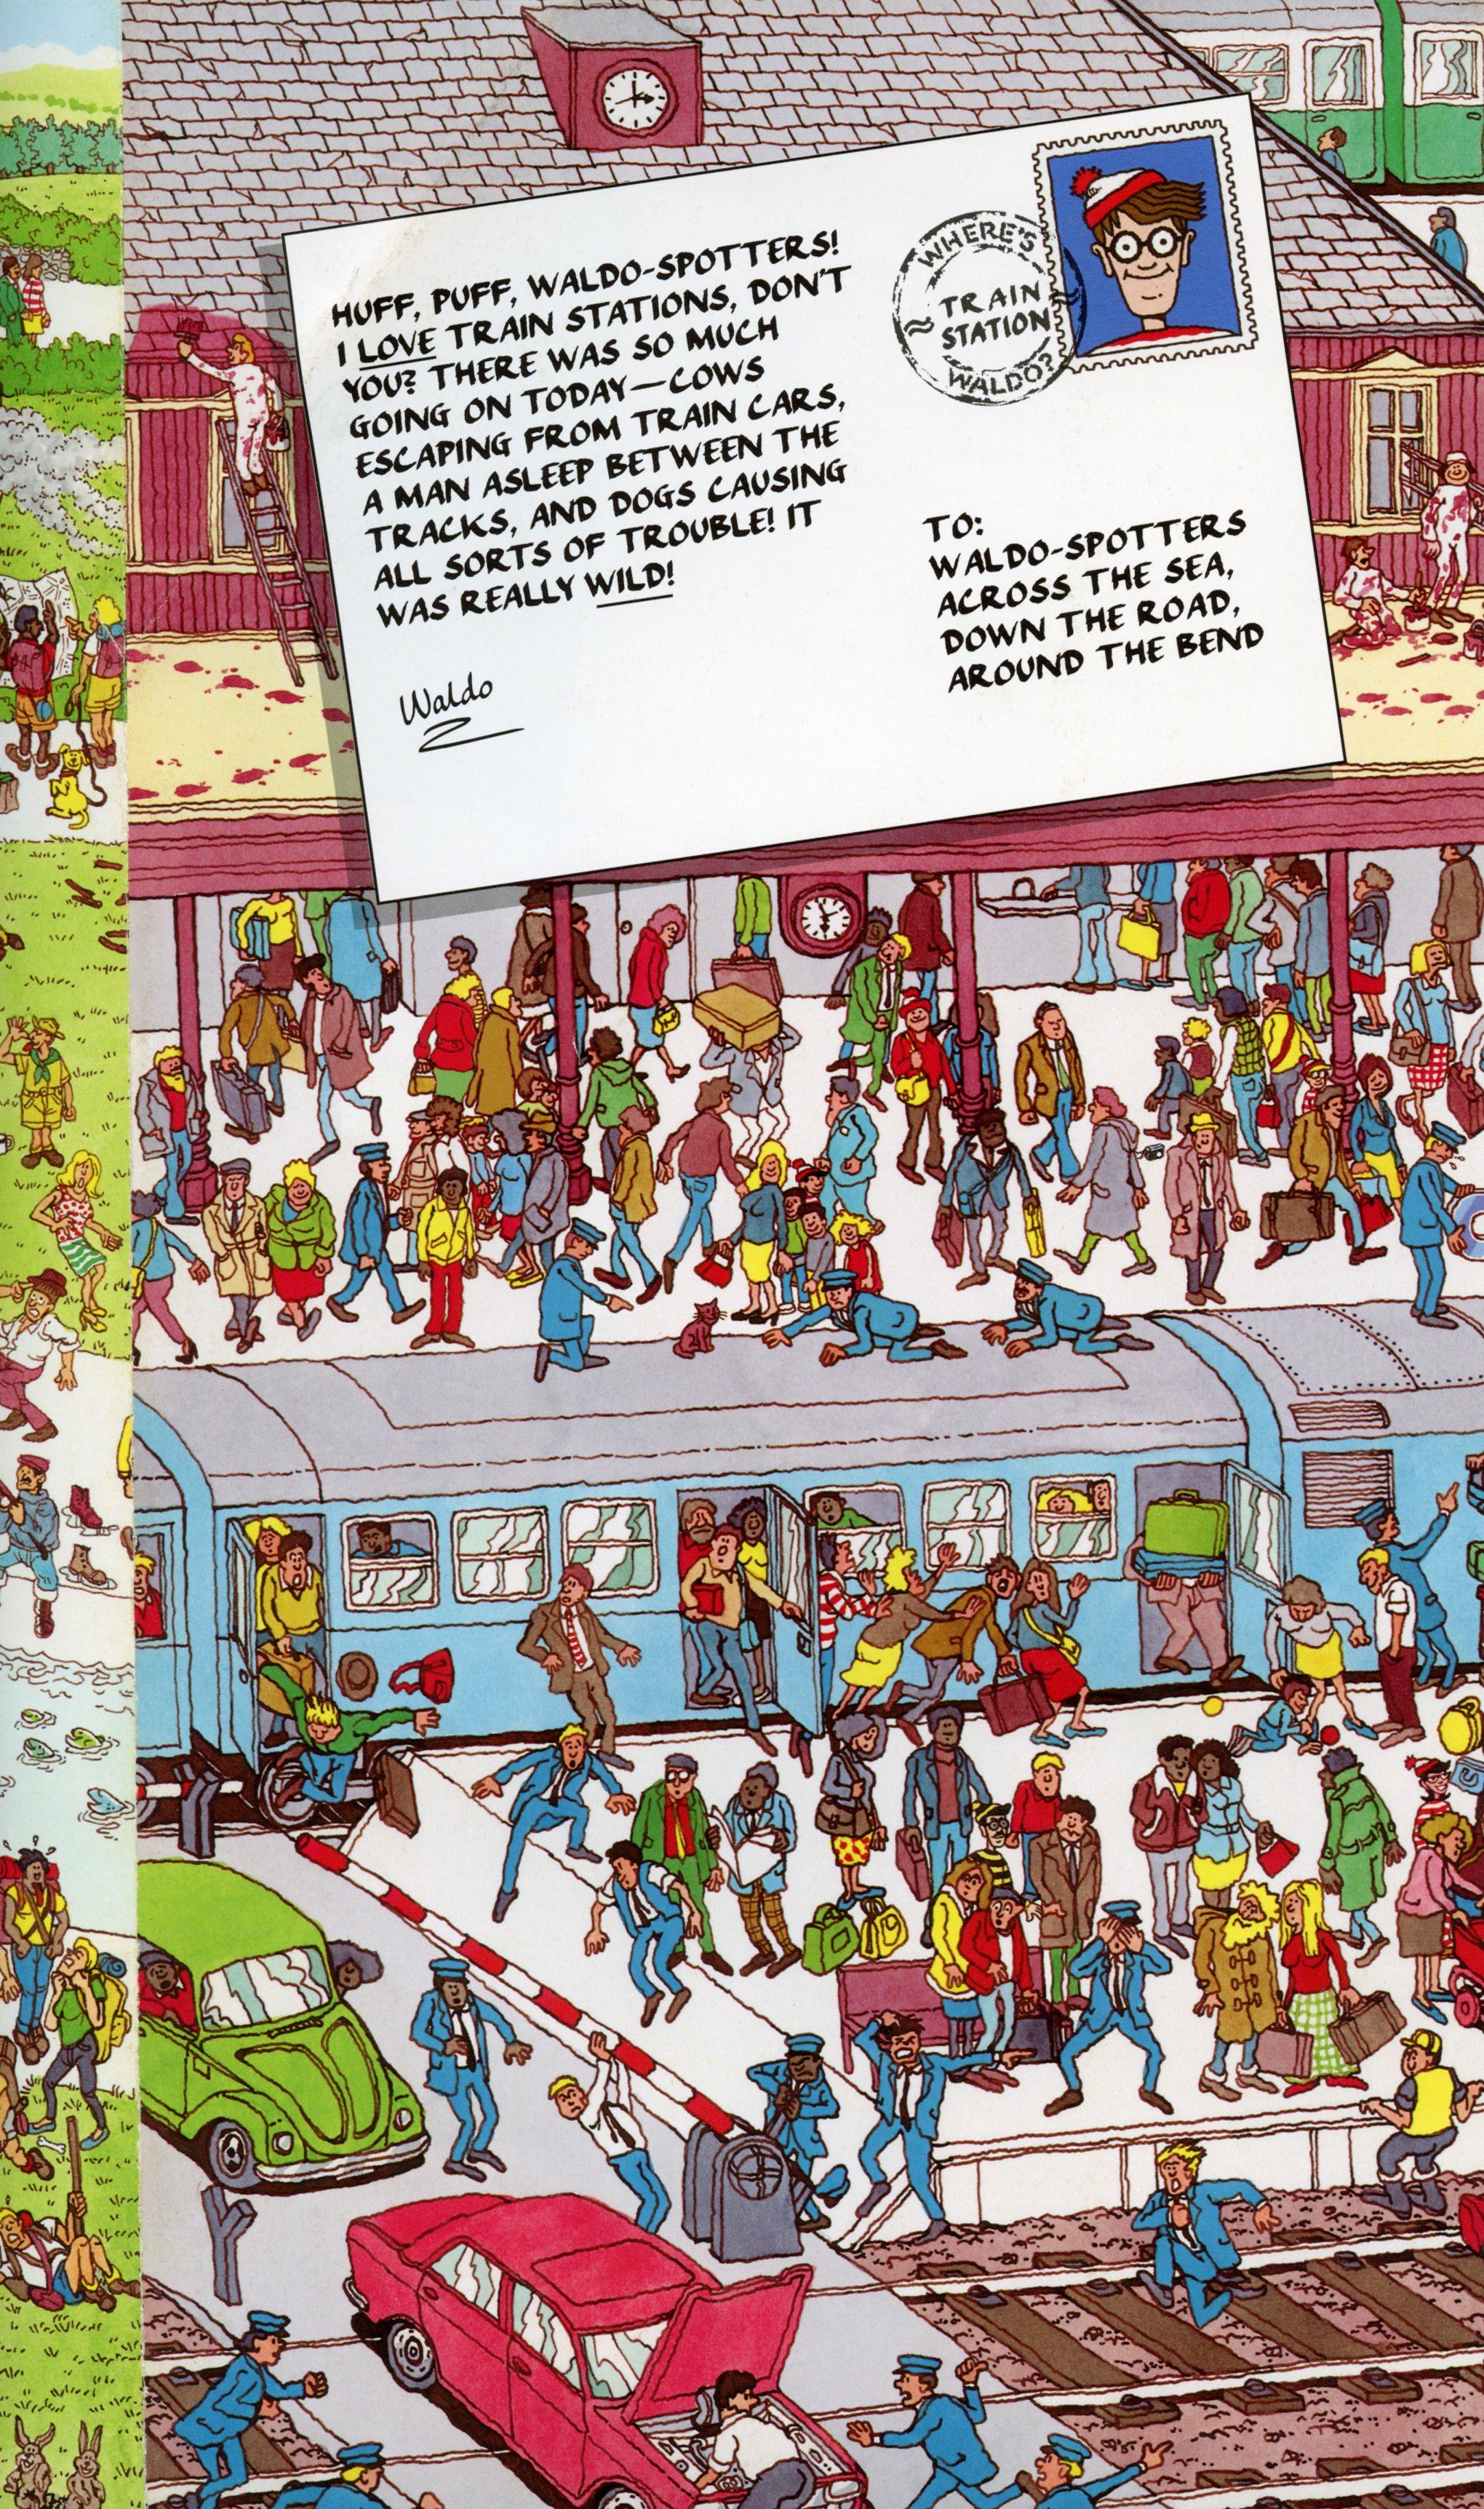 HUFF, PUFF, WALDO-SPOTTERS!
I LOVE TRAIN STATIONS, DON'T
YOU? THERE WAS SO MUCH
GOING ON TODAY—COWS
ESCAPING FROM TRAIN CARS,
A MAN ASLEEP BETWEEN THE
TRACKS, AND DOGS CAUSING
ALL SORTS OF TROUBLE! IT
WAS REALLY WILD!
Waldo
WHERE'S
TRAIN
STATION
WALDO?
TO:
WALDO-SPOTTERS
ACROSS THE SEA,
DOWN THE ROAD,
AROUND THE BEND